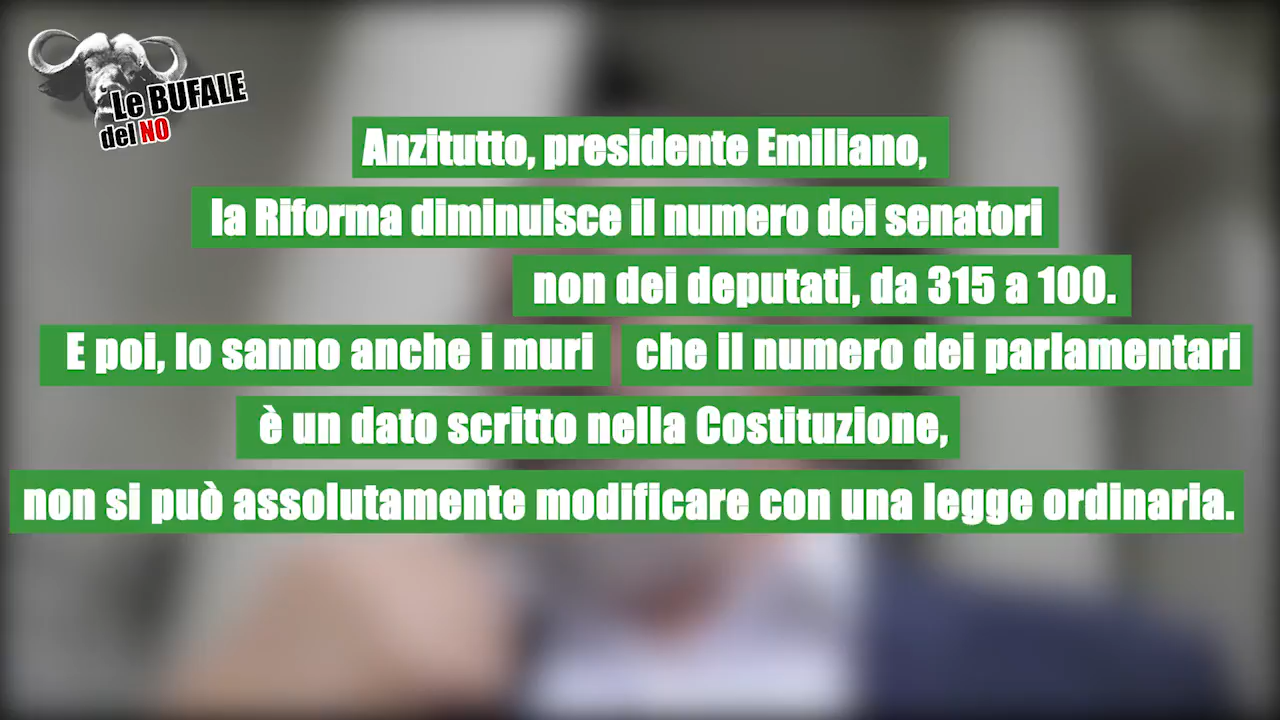 Le BUFALE
del NO
Anzitutto, presidente Emiliano,
la Riforma diminuisce il numero dei senatori
non dei deputati, da 315 a 100.
E poi, lo sanno anche i muri che il numero dei parlamentari
è un dato scritto nella Costituzione,
non si può assolutamente modificare con una legge ordinaria.